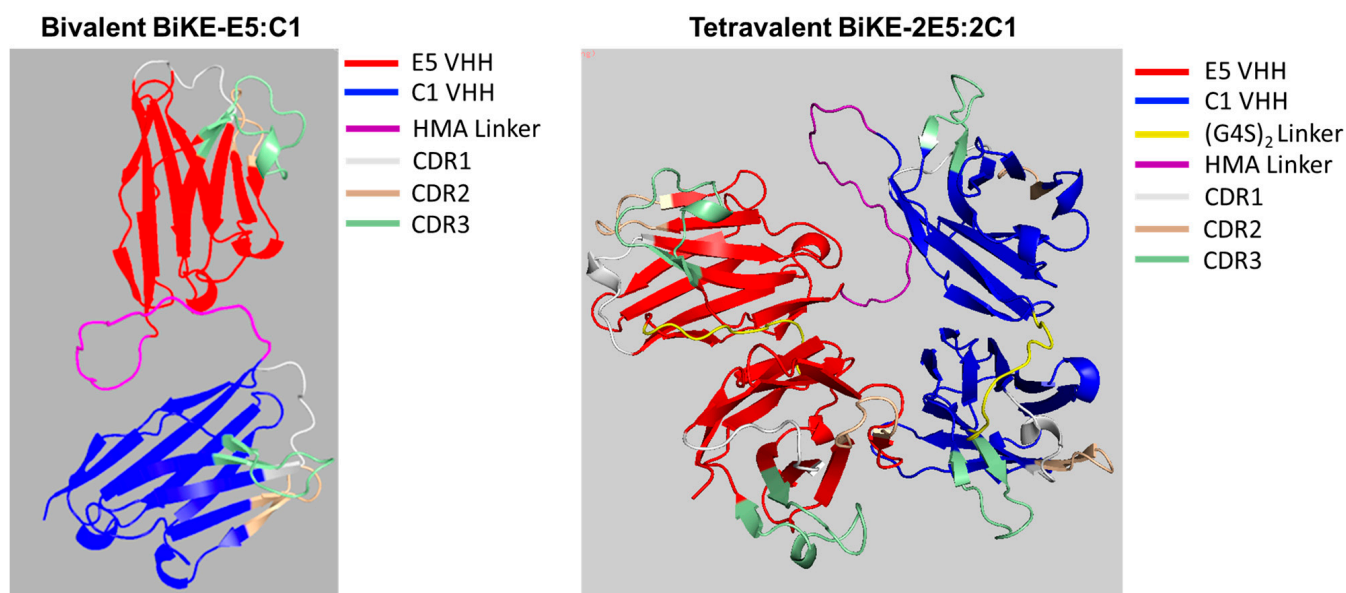 Bivalent BiKE-E5:C1
E5 VHH
C1 VHH
HMA Linker
CDR1
CDR2
CDR3
Tetravalent BiKE-2E5:2C1
E5 VHH
C1 VHH
(G4S)₂ Linker
HMA Linker
CDR1
CDR2
CDR3